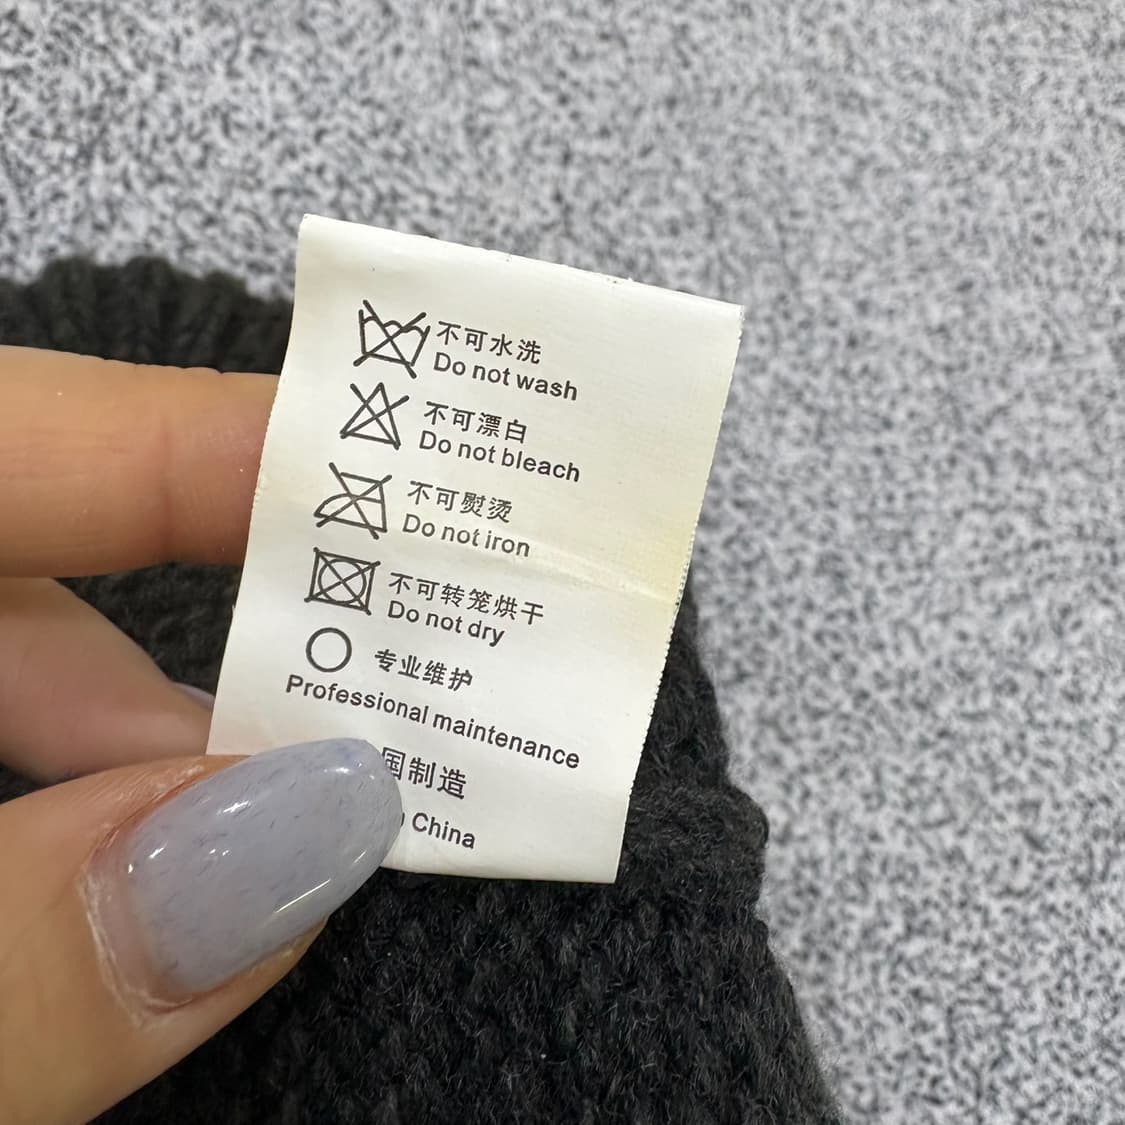 不可水洗
Do not wash
不可漂白
Do not bleach
不可熨烫
Do not iron
不可转笼烘干
Do not dry
专业维护
Professional maintenance
国制造
China